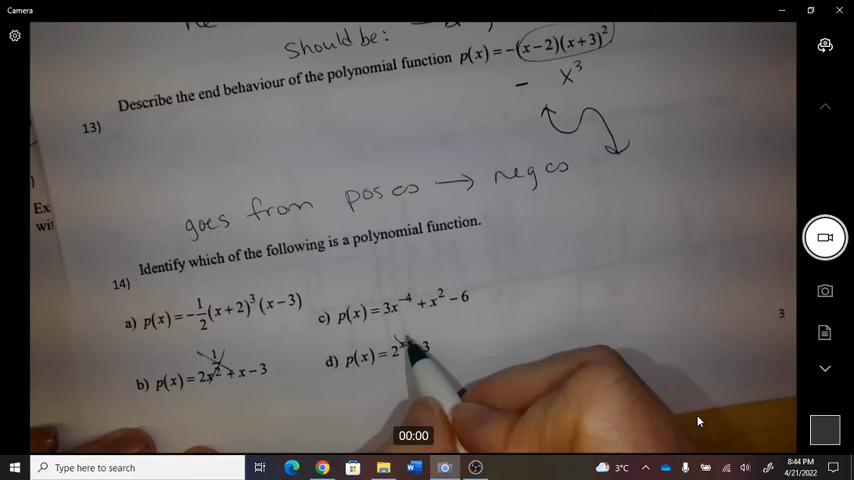 Camera
should be:
Describe the end behaviour of the polynomial function p(x) = -(x-2)(x+3)²
- x³
13)
goes from pos ∞ → neg ∞
Ex
wit
Identify which of the following is a polynomial function.
14)
a) p(x) = -1/2(x+2)³(x-3)
c) p(x) = 3x⁻⁴ + x² - 6
3
b) p(x) = 2x^(1/2) + x - 3
d) p(x) = 2ˣ 3
00:00
Type here to search
3°C
8:44 PM
4/21/2022